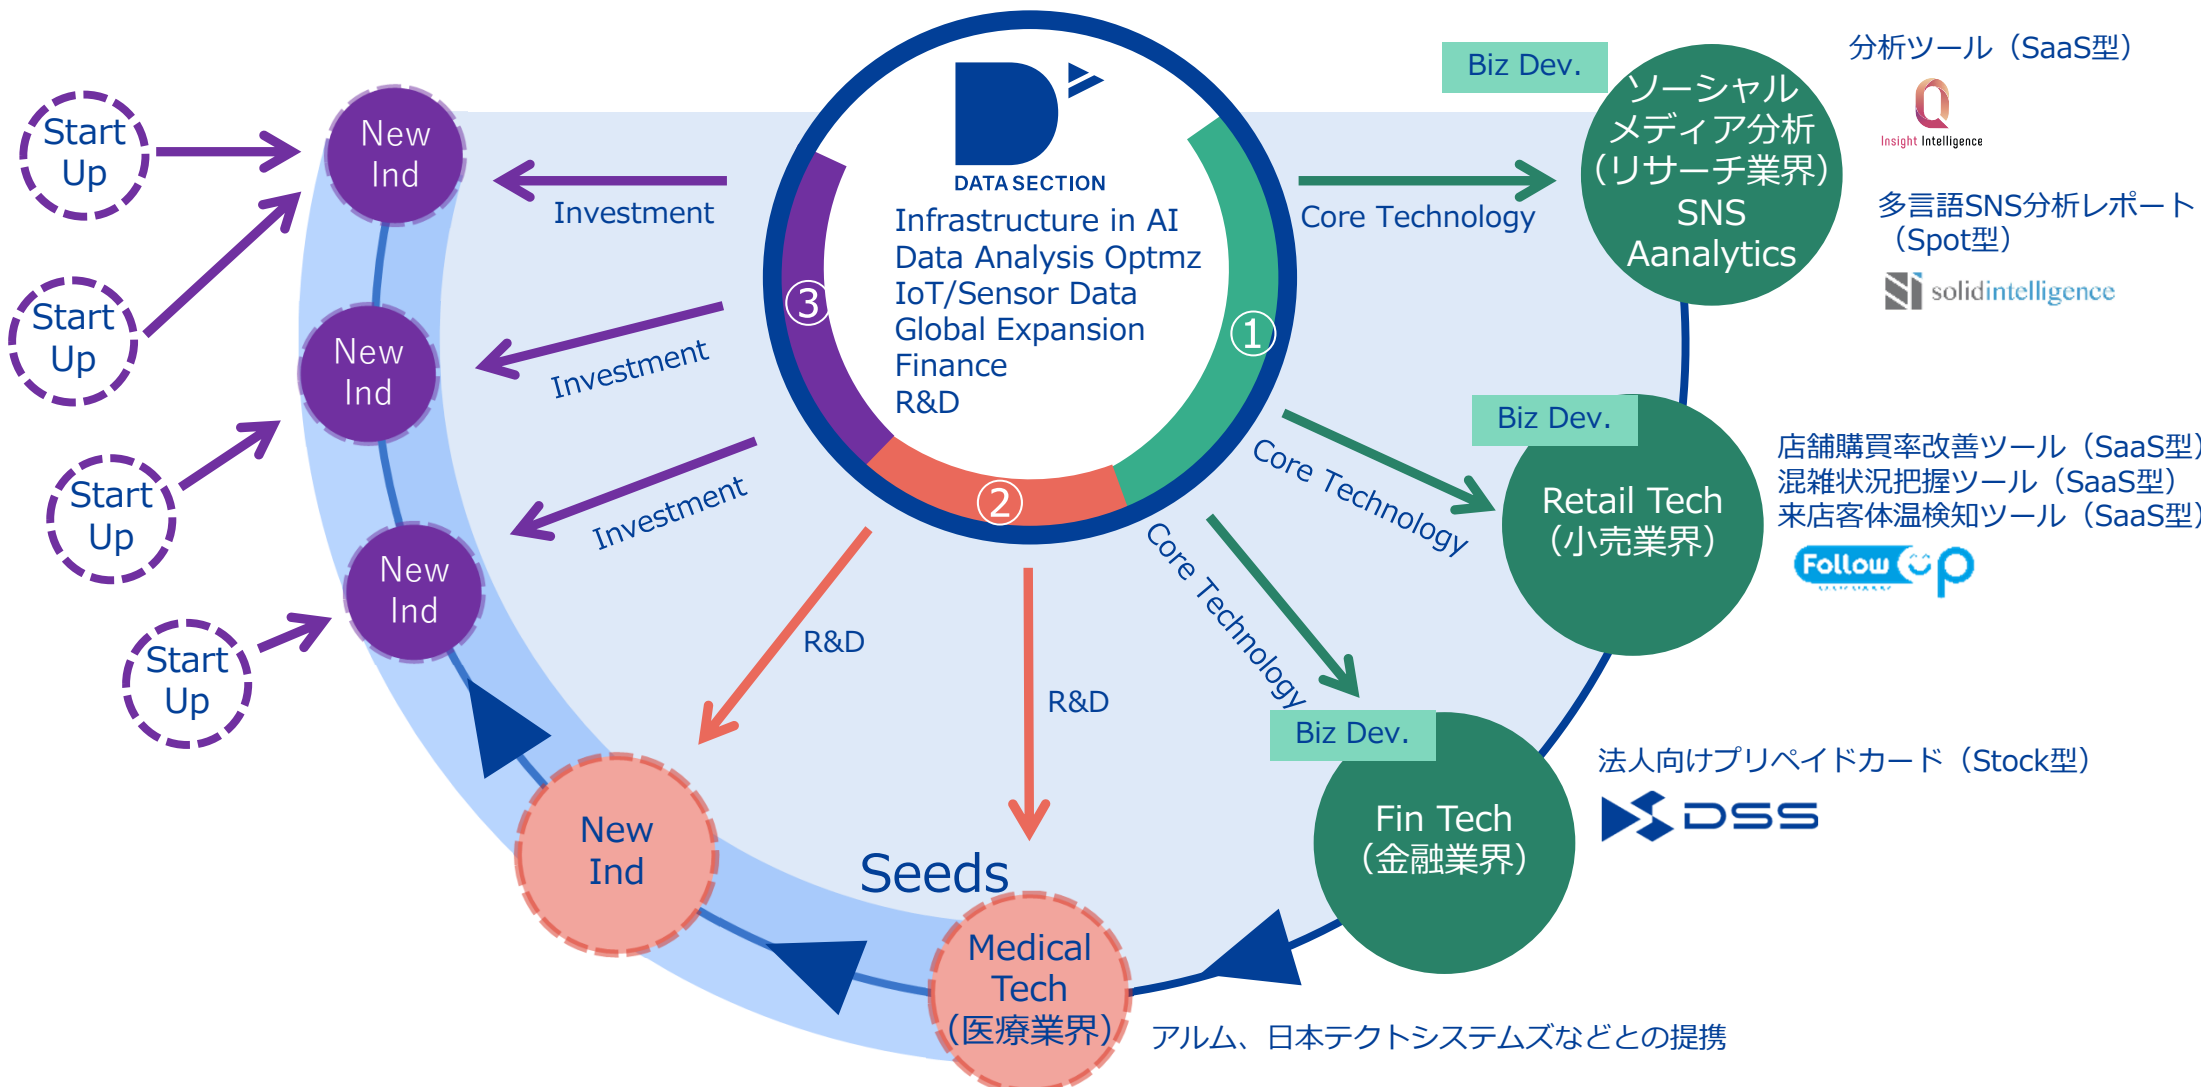 Start
Up
Start
Up
Start
Up
Start
Up
New
Ind
New
Ind
New
Ind
New
Ind
Investment
Investment
Investment
DATA SECTION
Infrastructure in AI
Data Analysis Optmz
IoT/Sensor Data
Global Expansion
Finance
R&D
③
②
①
R&D
R&D
Seeds
Medical
Tech
（医療業界）
アルム、日本テクトシステムズなどとの提携
Core Technology
Core Technology
Core Technology
Biz Dev.
ソーシャル
メディア分析
（リサーチ業界）
SNS
Aanalytics
分析ツール（SaaS型）
Insight Intelligence
多言語SNS分析レポート
（Spot型）
solidintelligence
Biz Dev.
Retail Tech
（小売業界）
店舗購買率改善ツール（SaaS型）
混雑状況把握ツール（SaaS型）
来店客体温検知ツール（SaaS型）
Follow UP
Biz Dev.
Fin Tech
（金融業界）
法人向けプリペイドカード（Stock型）
DSS